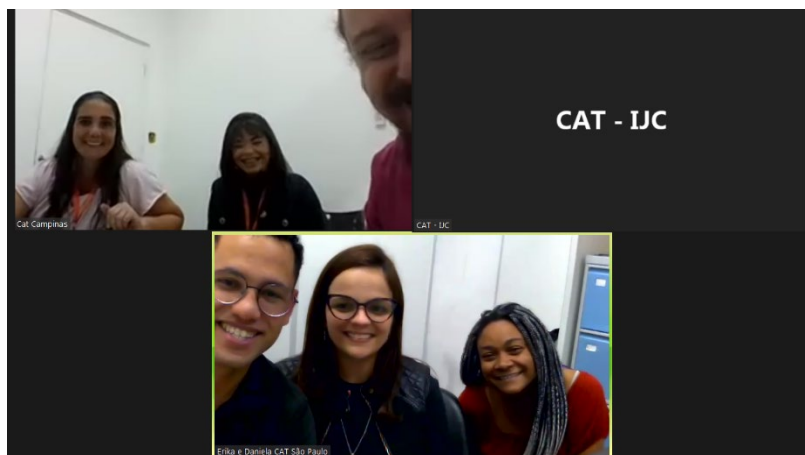 CAT - IJC
Cat Campinas
CAT - IJC
Erika e Daniela CAT São Paulo